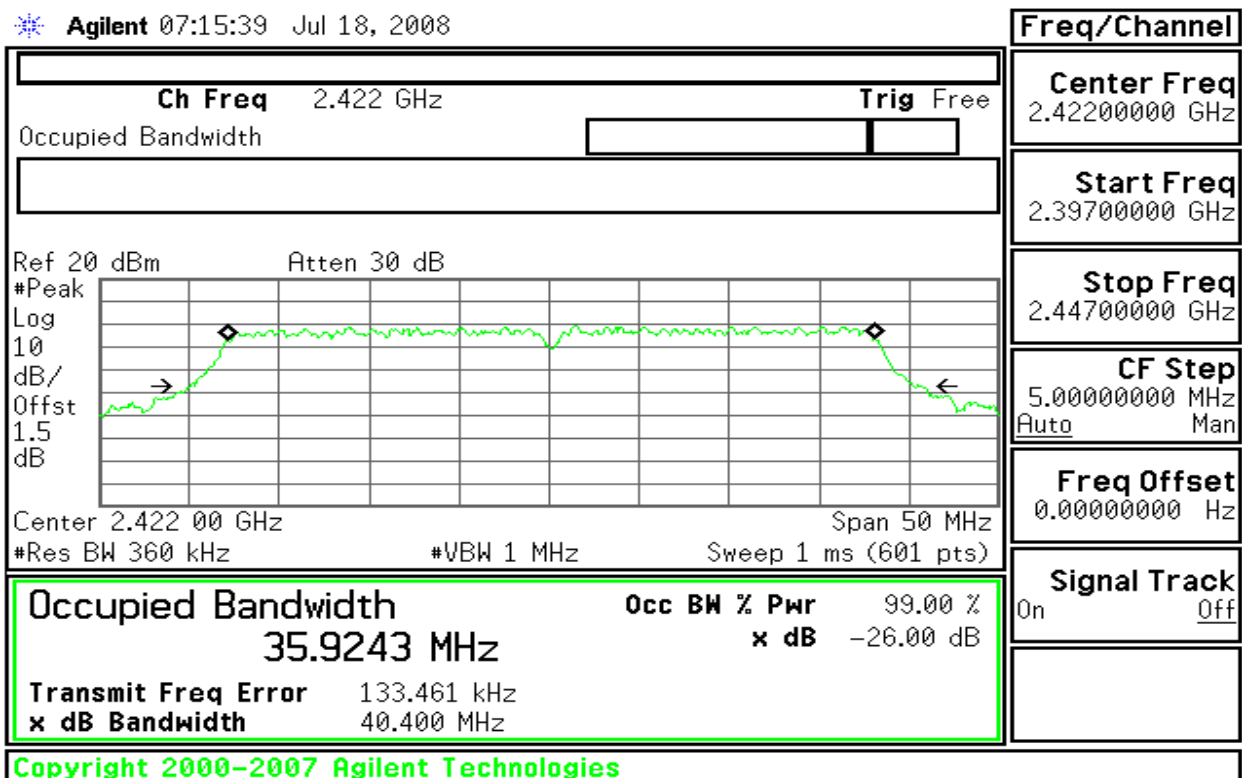 Agilent 07:15:39 Jul 18, 2008
Ch Freq 2.422 GHz Trig Free
Occupied Bandwidth
Ref 20 dBm Atten 30 dB
#Peak
Log
10
dB/
Offst
1.5
dB
Center 2.422 00 GHz Span 50 MHz
#Res BW 360 kHz #VBW 1 MHz Sweep 1 ms (601 pts)
Occupied Bandwidth
35.9243 MHz
Occ BW % Pwr 99.00 %
x dB -26.00 dB
Transmit Freq Error 133.461 kHz
x dB Bandwidth 40.400 MHz
Copyright 2000-2007 Agilent Technologies
Freq/Channel
Center Freq
2.42200000 GHz
Start Freq
2.39700000 GHz
Stop Freq
2.44700000 GHz
CF Step
5.00000000 MHz
Auto Man
Freq Offset
0.00000000 Hz
Signal Track
On Off